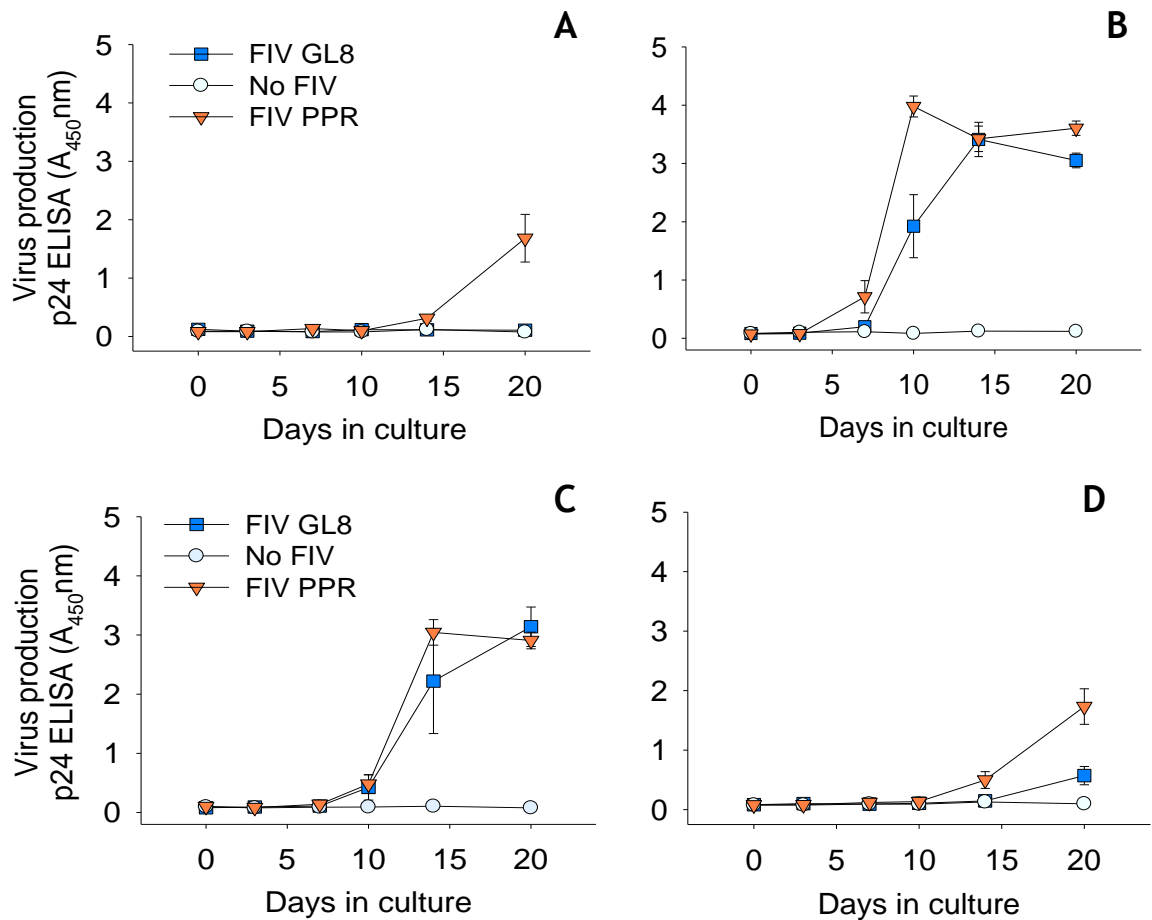 A
FIV GL8
No FIV
FIV PPR
Virus production
p24 ELISA (A450nm)
5
4
3
2
1
0
0 5 10 15 20
Days in culture
B
5
4
3
2
1
0
0 5 10 15 20
Days in culture
C
FIV GL8
No FIV
FIV PPR
Virus production
p24 ELISA (A450nm)
5
4
3
2
1
0
0 5 10 15 20
Days in culture
D
5
4
3
2
1
0
0 5 10 15 20
Days in culture